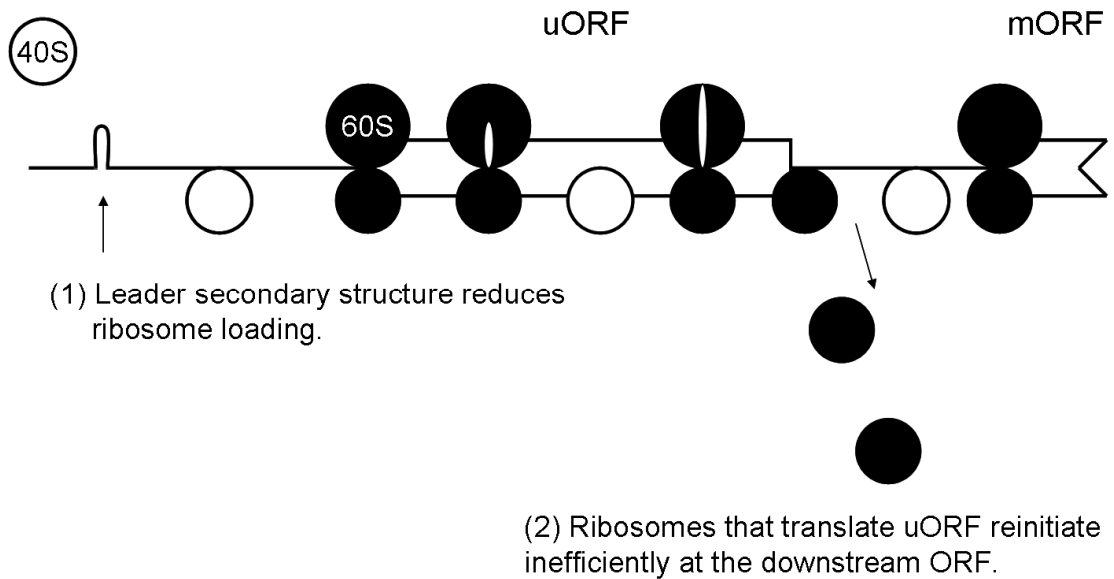 uORF
mORF
40S
60S
(1) Leader secondary structure reduces
ribosome loading.
(2) Ribosomes that translate uORF reinitiate
inefficiently at the downstream ORF.